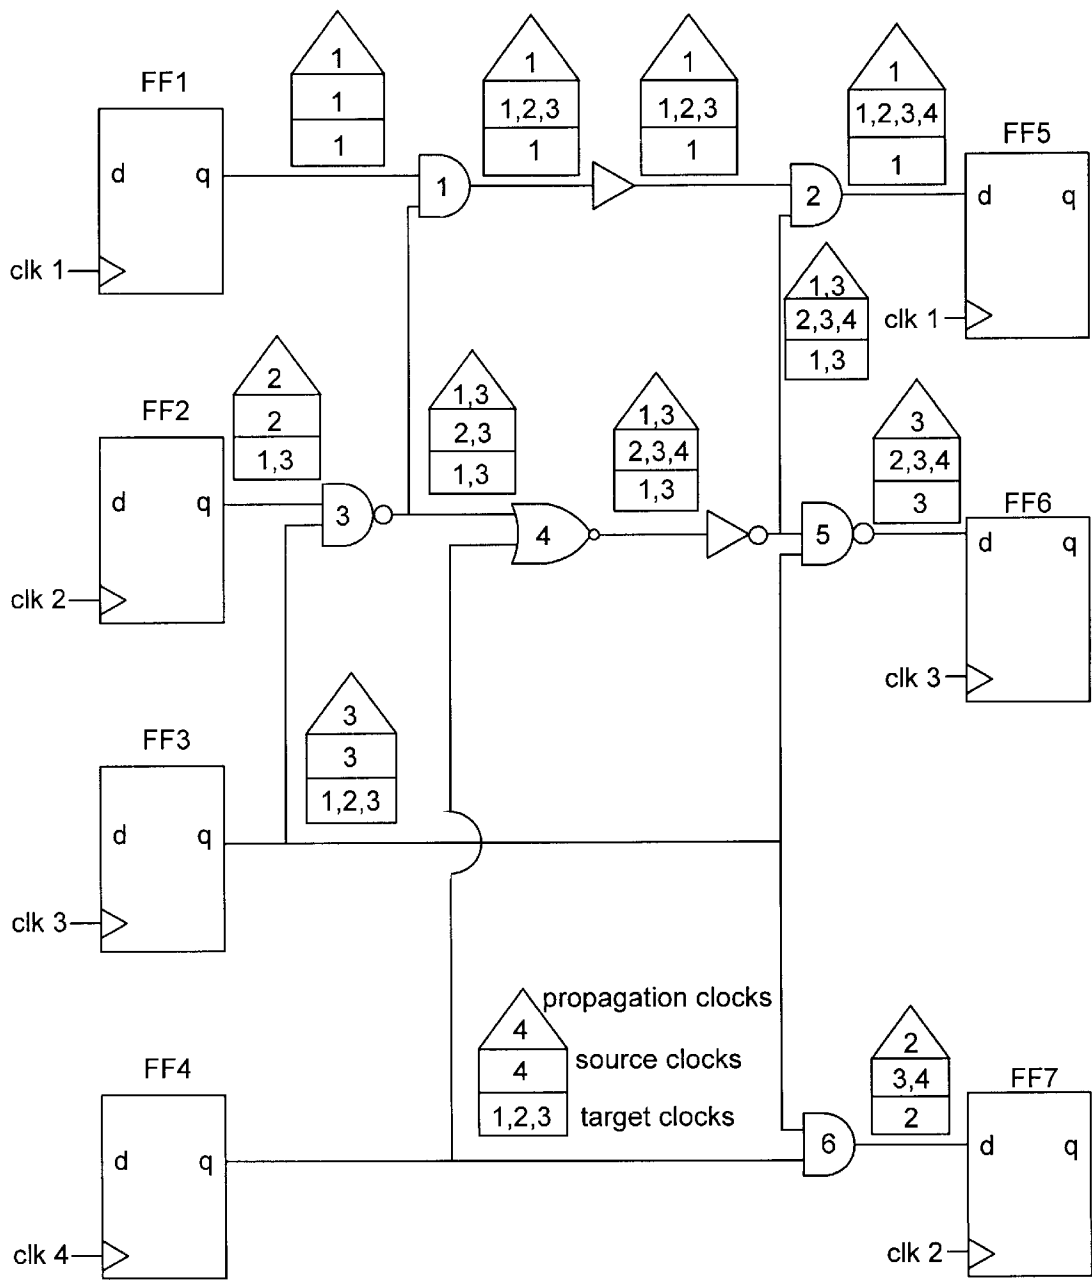 1
1
1
1
1,2,3
1
1
1,2,3
1
1
1,2,3,4
1
FF1
d q
clk 1
1
2
FF5
d q
clk 1
1,3
2,3,4
1,3
2
2
1,3
1,3
2,3
1,3
1,3
2,3,4
1,3
3
2,3,4
3
FF2
d q
clk 2
3
4
5
FF6
d q
clk 3
3
3
1,2,3
FF3
d q
clk 3
propagation clocks
4
4 source clocks
1,2,3 target clocks
2
3,4
2
FF4
d q
clk 4
6
FF7
d q
clk 2